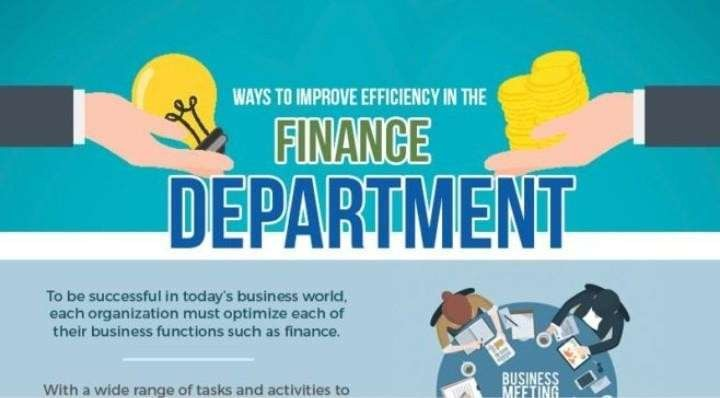 WAYS TO IMPROVE EFFICIENCY IN THE
FINANCE
DEPARTMENT
To be successful in today's business world,
each organization must optimize each of
their business functions such as finance.
With a wide range of tasks and activities to
BUSINESS
MEETING